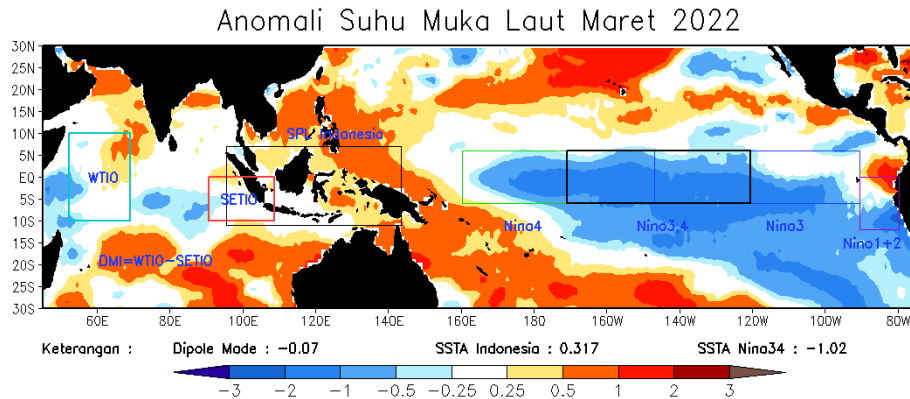 Anomali Suhu Muka Laut Maret 2022
30N
25N
20N
15N
10N
5N
EQ
5S
10S
15S
20S
25S
30S
SPL Indonesia
WTIO
SETIO
Nino4
Nino3,4
Nino3
Nino1+2
DMI=WTIO-SETIO
60E 80E 100E 120E 140E 160E 180 160W 140W 120W 100W 80W
Keterangan : Dipole Made : -0.07 SSTA Indonesia : 0.317 SSTA Nina34 : -1.02
-3 -2 -1 -0.5 -0.25 0.25 0.5 1 2 3